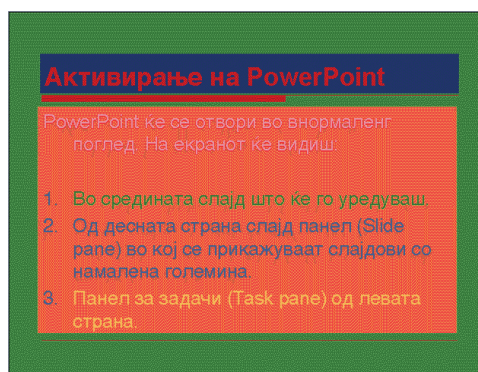 Активирање на PowerPoint
PowerPoint ќе се отвори во внормаленг
поглед. На екранот ќе видиш:
1. Во средината слајд што ќе го уредуваш.
2. Од десната страна слајд панел (Slide
pane) во кој се прикажуваат слајдови со
намалена големина.
3. Панел за задачи (Task pane) од левата
страна.